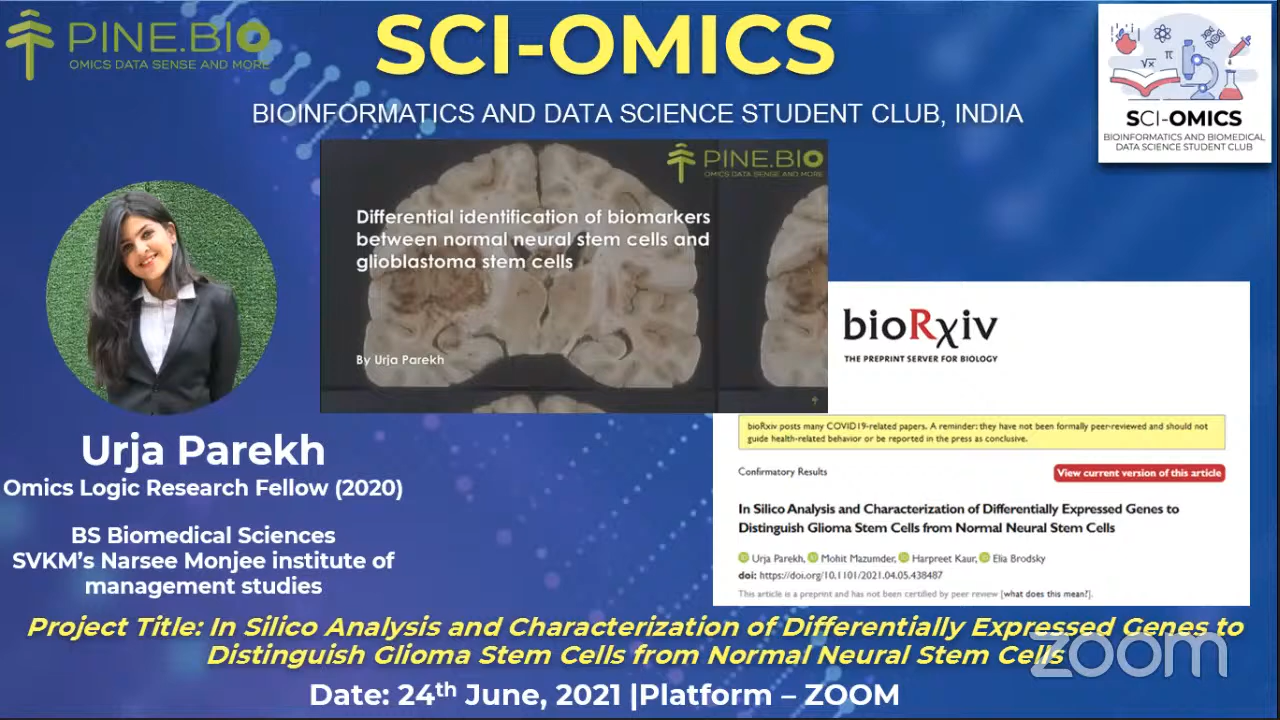 PINE.BIO
OMICS DATA SENSE AND MORE
SCI-OMICS
BIOINFORMATICS AND DATA SCIENCE STUDENT CLUB, INDIA
√x π
SCI-OMICS
BIOINFORMATICS AND BIOMEDICAL
DATA SCIENCE STUDENT CLUB
PINE.BIO
OMICS DATA SENSE AND MORE
Differential identification of biomarkers
between normal neural stem cells and
glioblastoma stem cells
By Urja Parekh
Urja Parekh
Omics Logic Research Fellow (2020)
BS Biomedical Sciences
SVKM's Narsee Monjee institute of
management studies
bioRxiv
THE PREPRINT SERVER FOR BIOLOGY
bioRxiv posts many COVID19-related papers. A reminder: they have not been formally peer-reviewed and should not
guide health-related behavior or be reported in the press as conclusive.
Confirmatory Results
View current version of this article
In Silico Analysis and Characterization of Differentially Expressed Genes to
Distinguish Glioma Stem Cells from Normal Neural Stem Cells
iD Urja Parekh, iD Mohit Mazumder, iD Harpreet Kaur, iD Elia Brodsky
doi: https://doi.org/10.1101/2021.04.05.438487
This article is a preprint and has not been certified by peer review [what does this mean?].
Project Title: In Silico Analysis and Characterization of Differentially Expressed Genes to
Distinguish Glioma Stem Cells from Normal Neural Stem Cells
zoom
Date: 24th June, 2021 |Platform – ZOOM